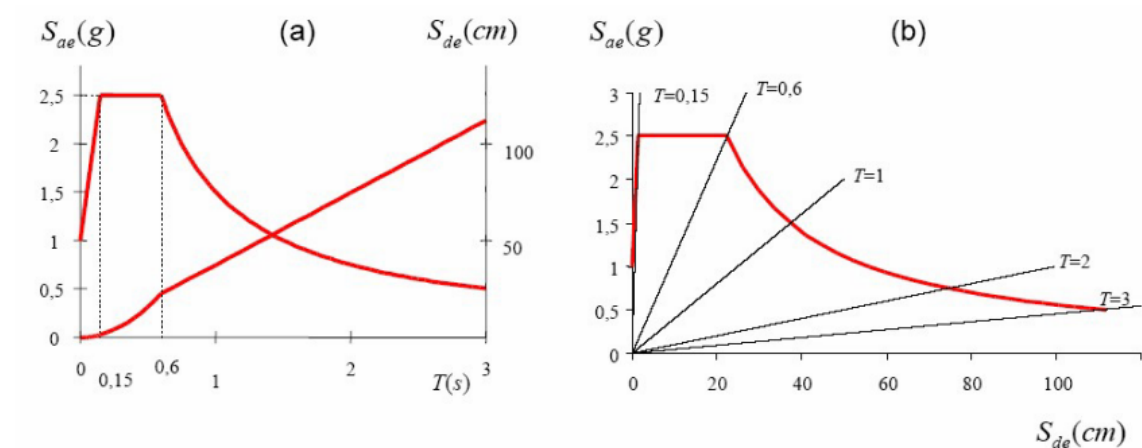 S_ae(g) (a) S_de(cm)
2,5
2
1,5
1
0,5
0
100
50
0
0 0,15 0,6 1 2 T(s) 3
S_ae(g) (b)
3
2,5
2
1,5
1
0,5
0
T=0,15 T=0,6
T=1
T=2
T=3
0 20 40 60 80 100
S_de(cm)